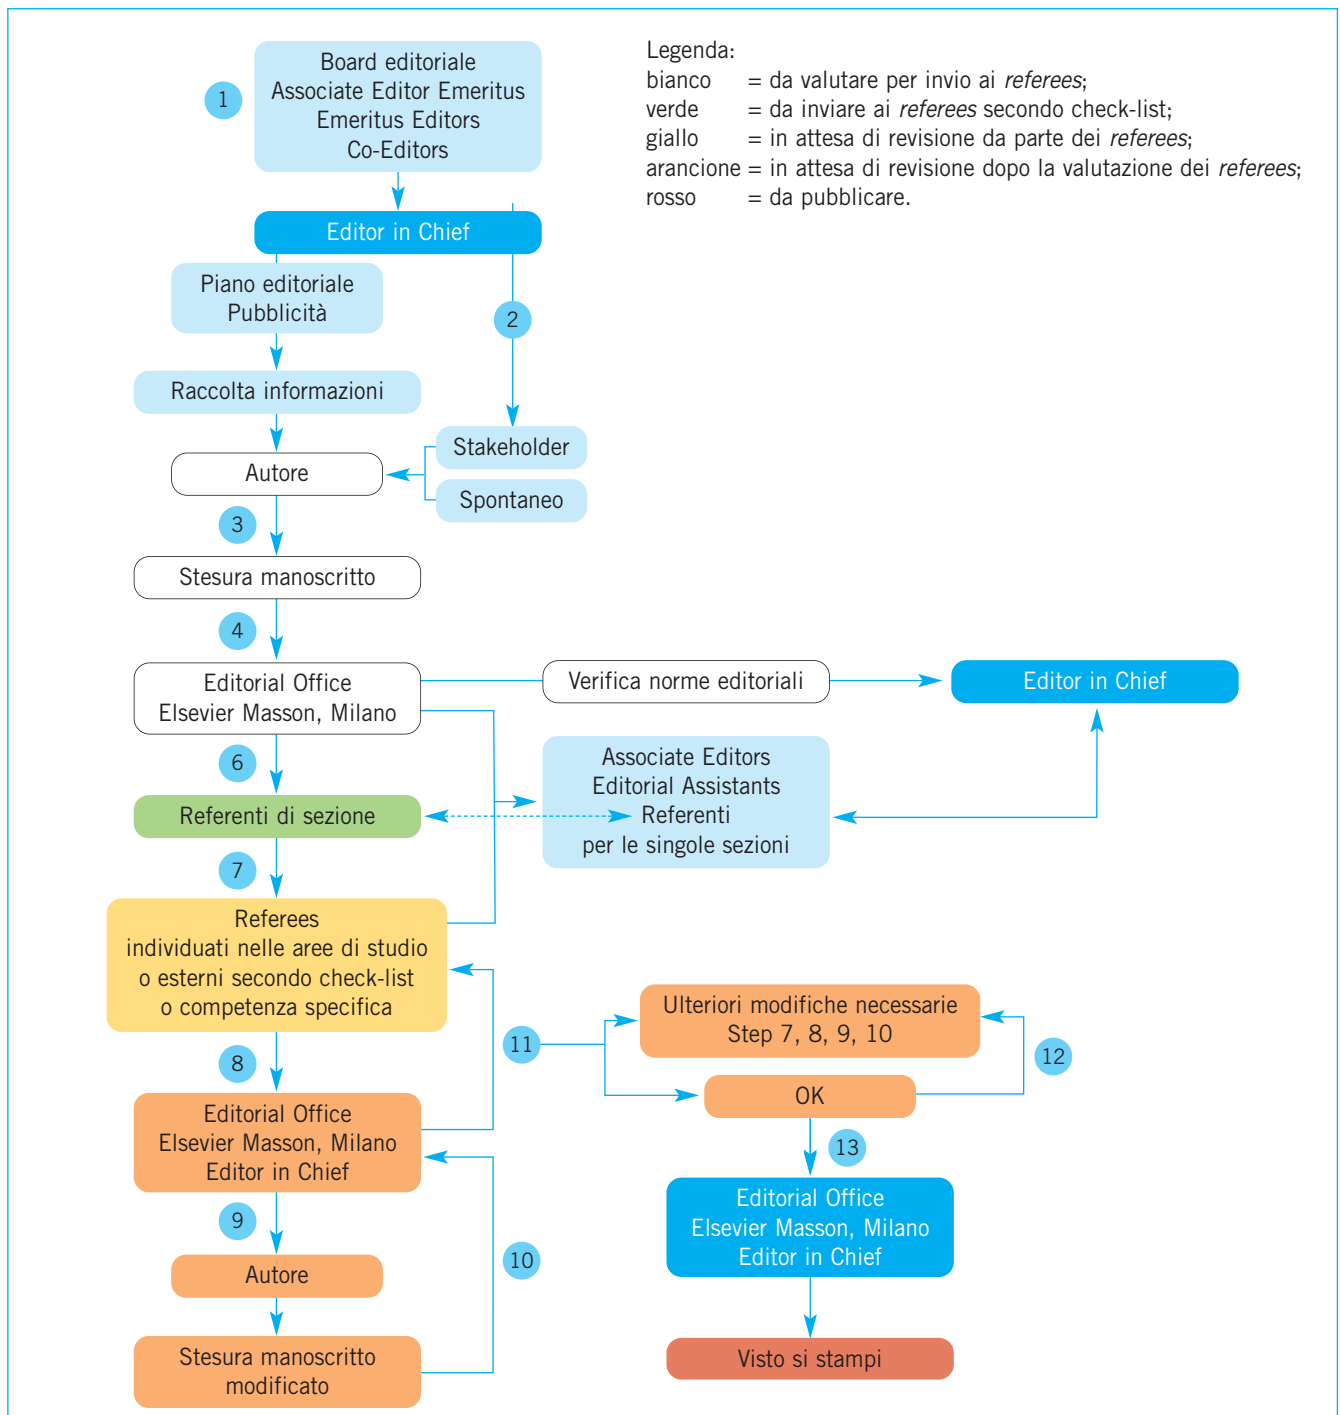 Board editoriale
Associate Editor Emeritus
Emeritus Editors
Co-Editors
1
Legenda:
bianco = da valutare per invio ai referees;
verde = da inviare ai referees secondo check-list;
giallo = in attesa di revisione da parte dei referees;
arancione = in attesa di revisione dopo la valutazione dei referees;
rosso = da pubblicare.
Editor in Chief
Piano editoriale
Pubblicità
2
Raccolta informazioni
Stakeholder
Autore
Spontaneo
3
Stesura manoscritto
4
Editorial Office
Elsevier Masson, Milano
Verifica norme editoriali
Editor in Chief
6
Associate Editors
Editorial Assistants
Referenti
per le singole sezioni
Referenti di sezione
7
Referees
individuati nelle aree di studio
o esterni secondo check-list
o competenza specifica
8
11
Ulteriori modifiche necessarie
Step 7, 8, 9, 10
12
OK
13
Editorial Office
Elsevier Masson, Milano
Editor in Chief
9
10
Autore
Stesura manoscritto
modificato
Editorial Office
Elsevier Masson, Milano
Editor in Chief
Visto si stampi